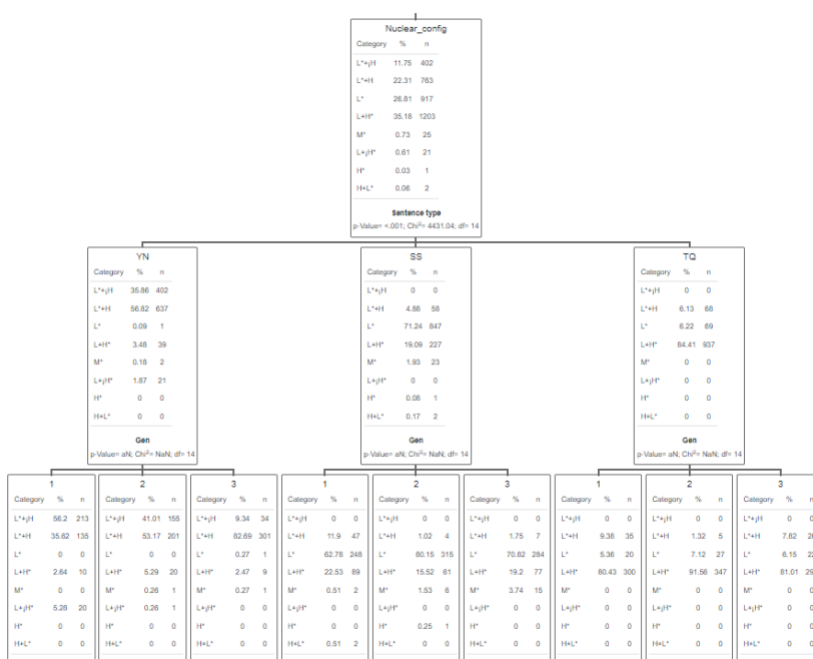 Nuclear_config
Category % n
L*+¡H 11.75 402
L*+H 22.31 763
L* 26.81 917
L+H* 35.18 1203
M* 0.73 25
L+¡H* 0.61 21
H* 0.03 1
H+L* 0.06 2
Sentence type
p-Value= <.001; Chi²= 4431.04; df= 14
YN
Category % n
L*+¡H 35.86 402
L*+H 56.82 637
L* 0.09 1
L+H* 3.48 39
M* 0.18 2
L+¡H* 1.87 21
H* 0 0
H+L* 0 0
Gen
p-Value= aN; Chi²= NaN; df= 14
SS
Category % n
L*+¡H 0 0
L*+H 4.88 58
L* 71.24 847
L+H* 19.09 227
M* 1.93 23
L+¡H* 0 0
H* 0.08 1
H+L* 0.17 2
Gen
p-Value= aN; Chi²= NaN; df= 14
TQ
Category % n
L*+¡H 0 0
L*+H 6.13 68
L* 6.22 69
L+H* 84.41 937
M* 0 0
L+¡H* 0 0
H* 0 0
H+L* 0 0
Gen
p-Value= aN; Chi²= NaN; df= 14
1
Category % n
L*+¡H 56.2 213
L*+H 35.62 135
L* 0 0
L+H* 2.64 10
M* 0 0
L+¡H* 5.28 20
H* 0 0
H+L* 0 0
2
Category % n
L*+¡H 41.01 155
L*+H 53.17 201
L* 0 0
L+H* 5.29 20
M* 0.26 1
L+¡H* 0.26 1
H* 0 0
H+L* 0 0
3
Category % n
L*+¡H 9.34 34
L*+H 82.69 301
L* 0.27 1
L+H* 2.47 9
M* 0.27 1
L+¡H* 0 0
H* 0 0
H+L* 0 0
1
Category % n
L*+¡H 0 0
L*+H 11.9 47
L* 62.78 248
L+H* 22.53 89
M* 0.51 2
L+¡H* 0 0
H* 0 0
H+L* 0.51 2
2
Category % n
L*+¡H 0 0
L*+H 1.02 4
L* 80.15 315
L+H* 15.52 61
M* 1.53 6
L+¡H* 0 0
H* 0.25 1
H+L* 0 0
3
Category % n
L*+¡H 0 0
L*+H 1.75 7
L* 70.82 284
L+H* 19.2 77
M* 3.74 15
L+¡H* 0 0
H* 0 0
H+L* 0 0
1
Category % n
L*+¡H 0 0
L*+H 9.38 35
L* 5.36 20
L+H* 80.43 300
M* 0 0
L+¡H* 0 0
H* 0 0
H+L* 0 0
2
Category % n
L*+¡H 0 0
L*+H 1.32 5
L* 7.12 27
L+H* 91.56 347
M* 0 0
L+¡H* 0 0
H* 0 0
H+L* 0 0
3
Category % n
L*+¡H 0
L*+H 7.82
L* 6.15
L+H* 81.01
M* 0
L+¡H* 0
H* 0
H+L* 0